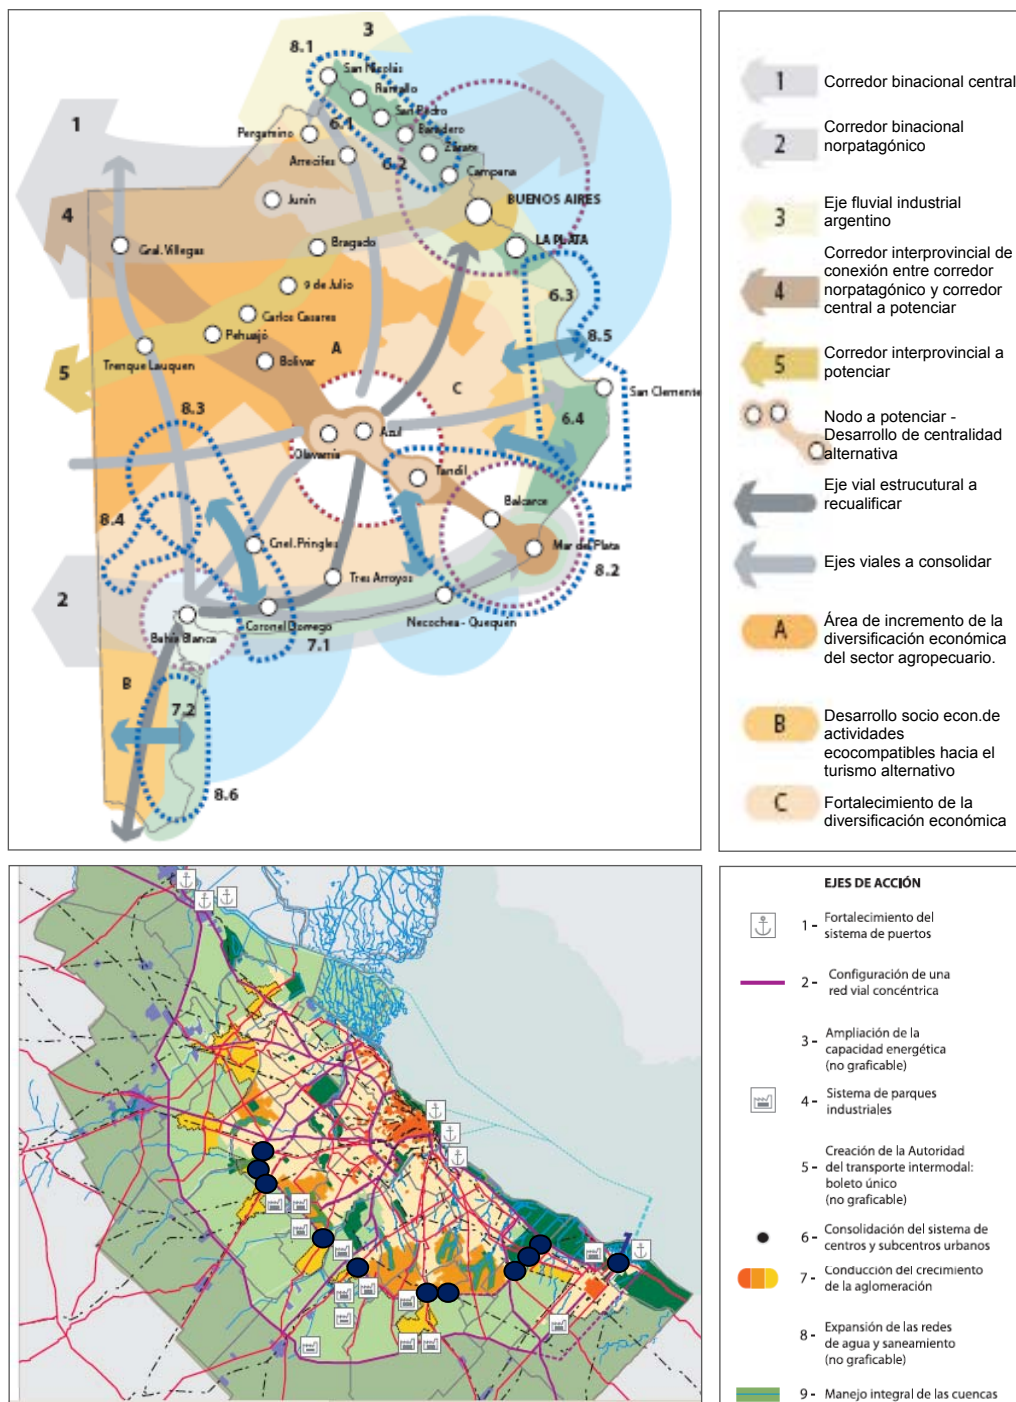 3
8.1
San Nicolás
Ramallo
1
San Pedro
6.1
Pergamino
Baradero
Zárate
Arrecifes
6.2
Campana
Junín
BUENOS AIRES
4
LA PLATA
Gral. Villegas
Bragado
9 de Julio
6.3
Carlos Casares
8.5
Pehuajó
A
Trenque Lauquen
Bolívar
5
C
San Clemente
8.3
6.4
Azul
Olavarría
Tandil
Balcarce
8.4
Cnel. Pringles
Mar del Plata
Tres Arroyos
8.2
2
Necochea - Quequén
Coronel Dorrego
Bahía Blanca
7.1
B
7.2
8.6
1
Corredor binacional central
2
Corredor binacional
norpatagónico
3
Eje fluvial industrial
argentino
4
Corredor interprovincial de
conexión entre corredor
norpatagónico y corredor
central a potenciar
5
Corredor interprovincial a
potenciar
Nodo a potenciar -
Desarrollo de centralidad
alternativa
Eje vial estrucutural a
recualificar
Ejes viales a consolidar
A
Área de incremento de la
diversificación económica
del sector agropecuario.
B
Desarrollo socio econ.de
actividades
ecocompatibles hacia el
turismo alternativo
C
Fortalecimiento de la
diversificación económica
EJES DE ACCIÓN
1 - Fortalecimiento del
sistema de puertos
2 - Configuración de una
red vial concéntrica
3 - Ampliación de la
capacidad energética
(no graficable)
4 - Sistema de parques
industriales
5 - Creación de la Autoridad
del transporte intermodal:
boleto único
(no graficable)
6 - Consolidación del sistema de
centros y subcentros urbanos
7 - Conducción del crecimiento
de la aglomeración
8 - Expansión de las redes
de agua y saneamiento
(no graficable)
9 - Manejo integral de las cuencas